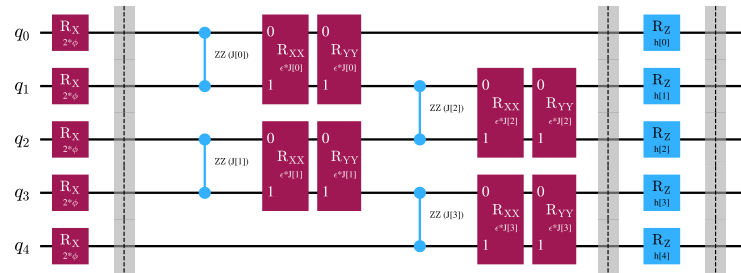 q0 RX 2*ϕ ZZ (J[0]) 0 RXX ϵ*J[0] 1 0 RYY ϵ*J[0] 1 RZ h[0]
q1 RX 2*ϕ ZZ (J[2]) 0 RXX ϵ*J[2] 1 0 RYY ϵ*J[2] 1 RZ h[1]
q2 RX 2*ϕ ZZ (J[1]) 0 RXX ϵ*J[1] 1 0 RYY ϵ*J[1] 1 RZ h[2]
q3 RX 2*ϕ ZZ (J[3]) 0 RXX ϵ*J[3] 1 0 RYY ϵ*J[3] 1 RZ h[3]
q4 RX 2*ϕ RZ h[4]